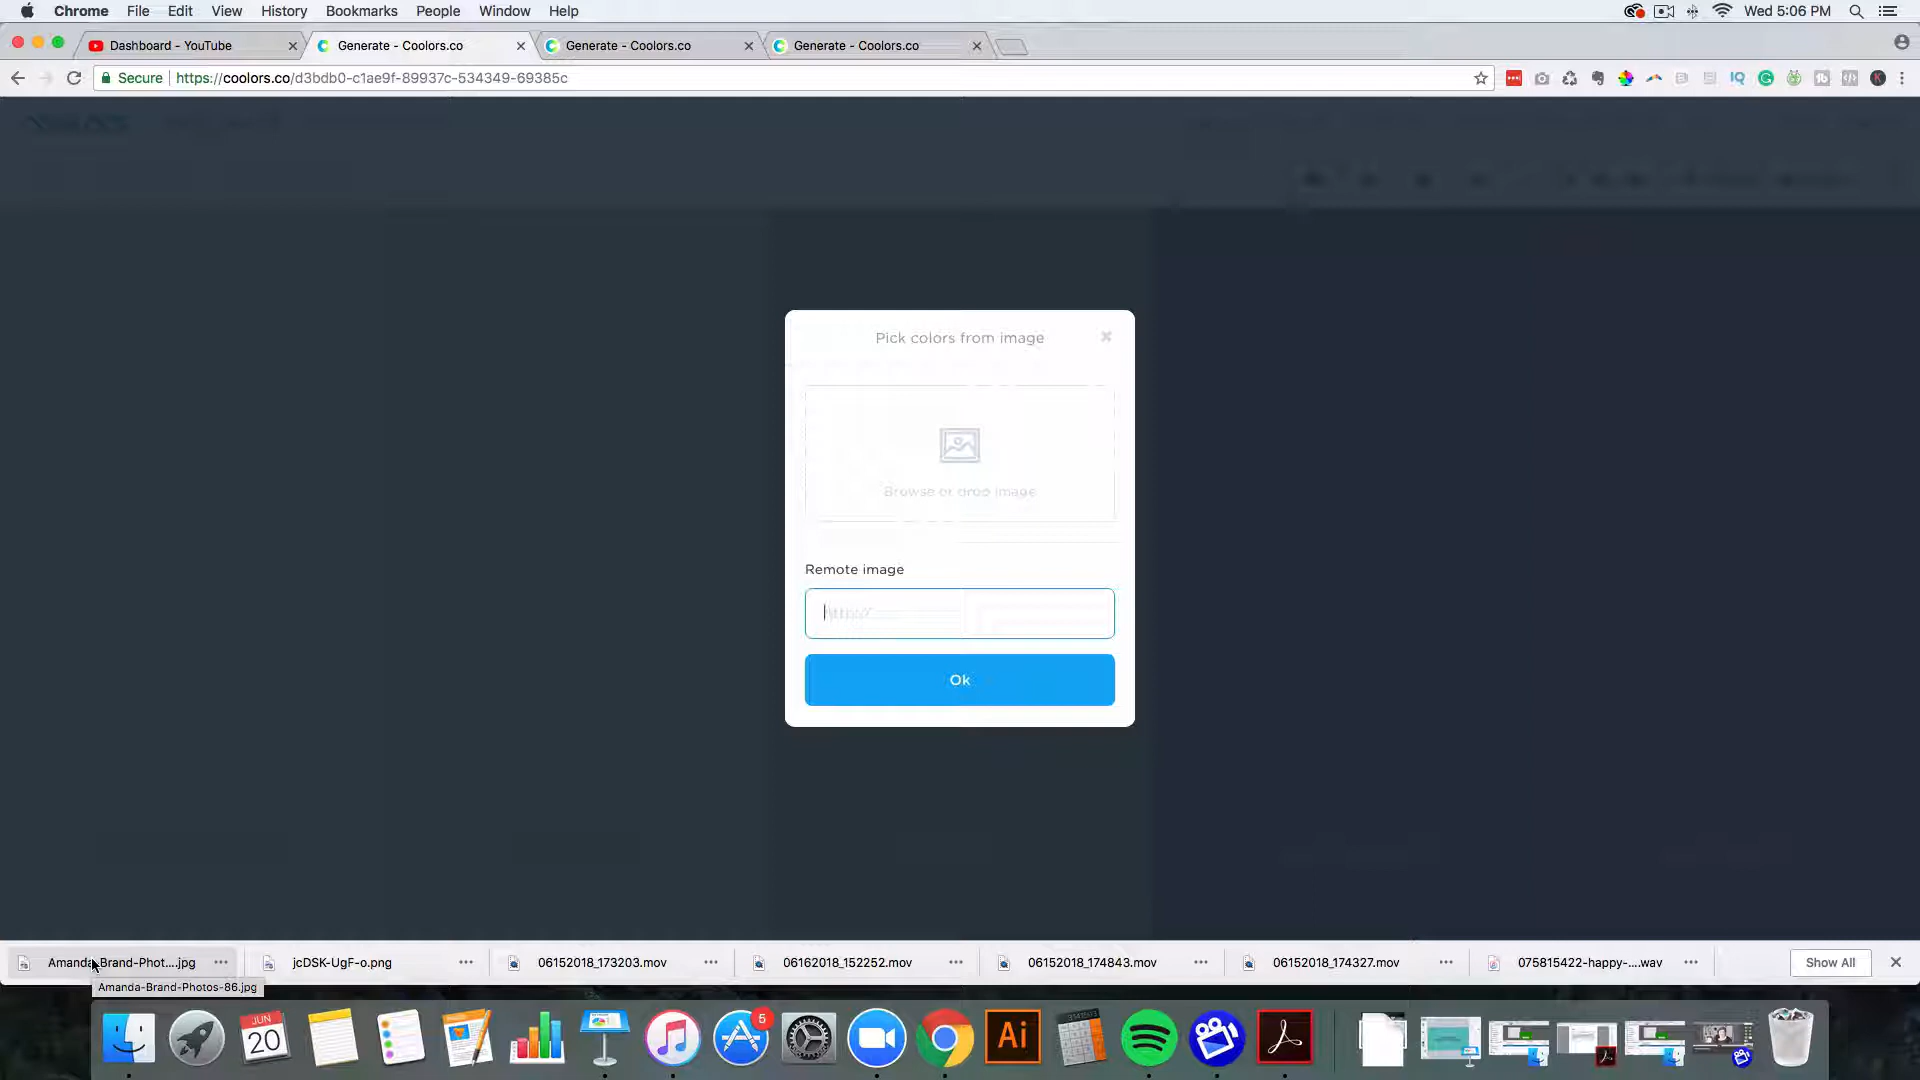 Chrome File Edit View History Bookmarks People Window Help Wed 5:06 PM
Dashboard - YouTube Generate - Coolors.co Generate - Coolors.co Generate - Coolors.co
Secure https://coolors.co/d3bdb0-c1ae9f-89937c-534349-69385c
Pick colors from image
Browse or drop image
Remote image
Ok
Amanda-Brand-Phot....jpg jcDSK-UgF-o.png 06152018_173203.mov 06162018_152252.mov 06152018_174843.mov 06152018_174327.mov 075815422-happy-....wav Show All
Amanda-Brand-Photos-86.jpg
JUN
20
5
Ai